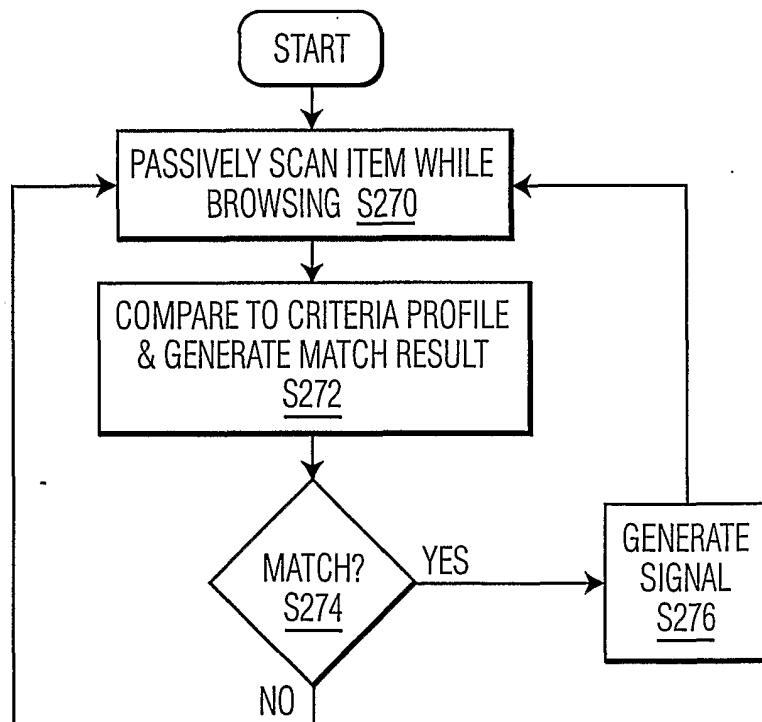 START
PASSIVELY SCAN ITEM WHILE
BROWSING S270
COMPARE TO CRITERIA PROFILE
& GENERATE MATCH RESULT
S272
MATCH?
S274
YES
GENERATE
SIGNAL
S276
NO